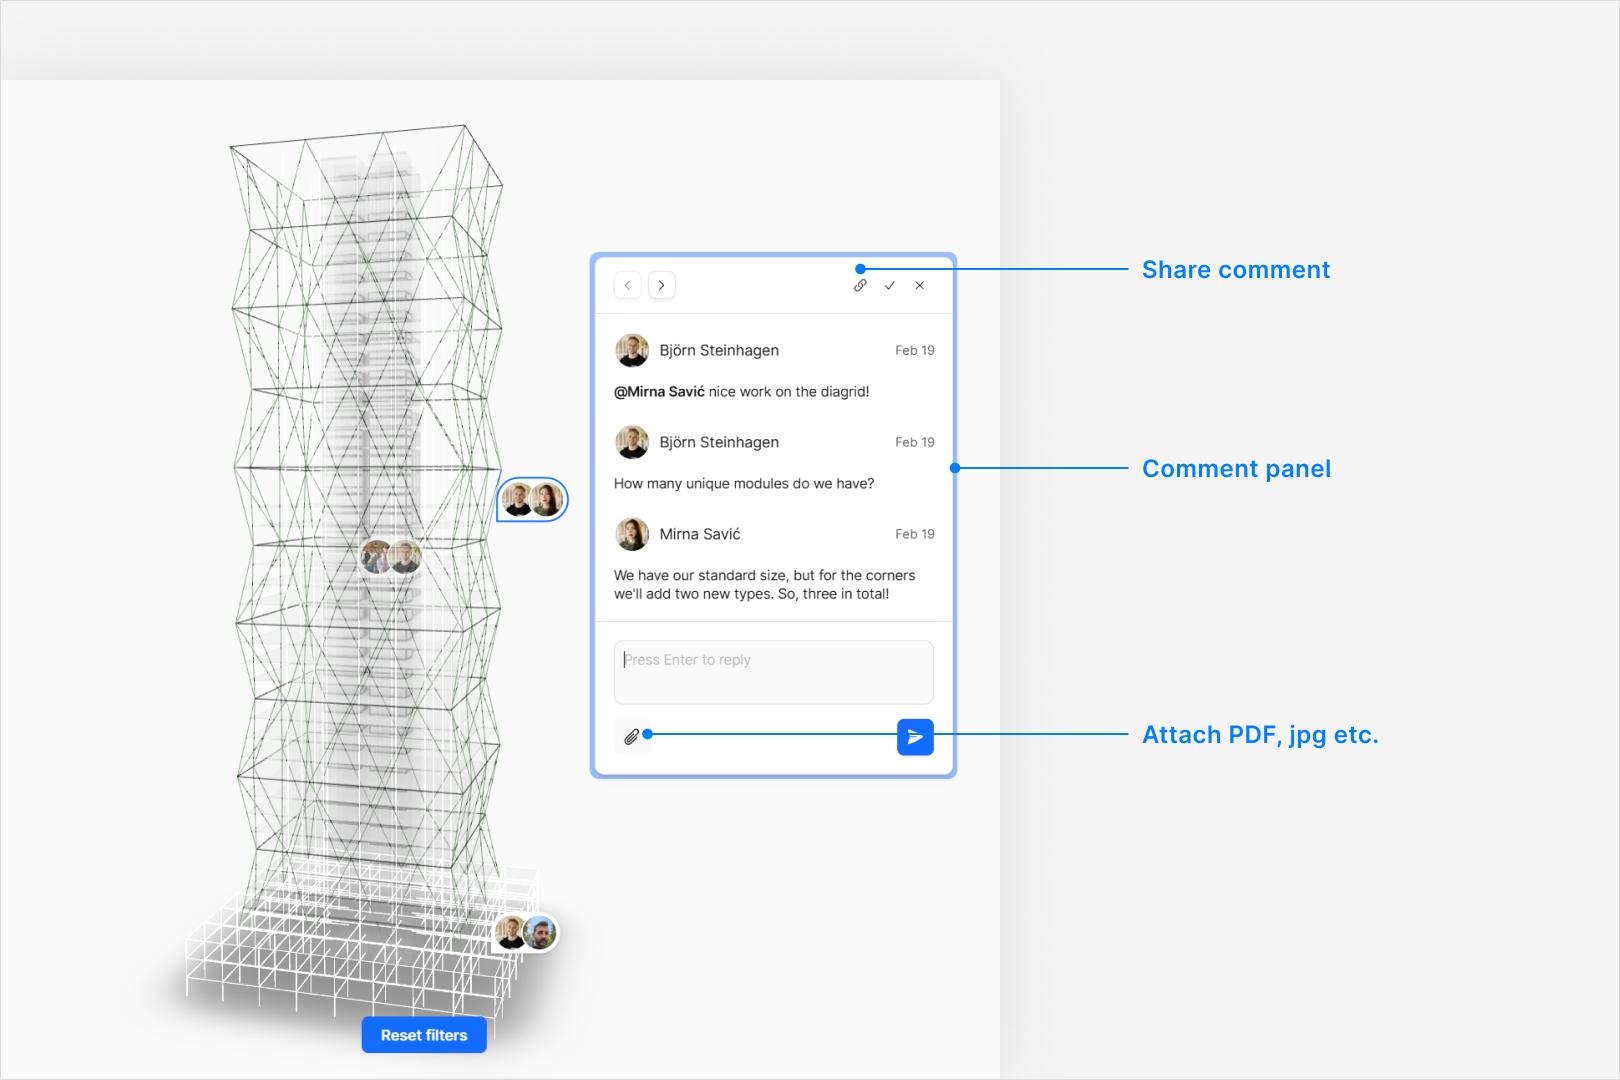 Share comment
Björn Steinhagen
Feb 19
@Mirna Savić nice work on the diagrid!
Björn Steinhagen
Feb 19
Comment panel
How many unique modules do we have?
Mirna Savić
Feb 19
We have our standard size, but for the corners
we'll add two new types. So, three in total!
Press Enter to reply
Attach PDF, jpg etc.
Reset filters